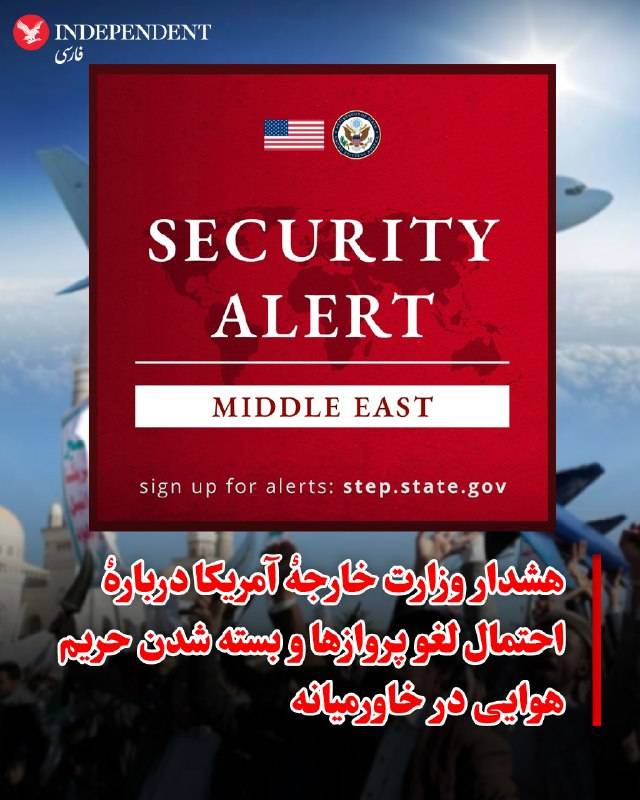 INDEPENDENT
فارسی
SECURITY
ALERT
MIDDLE EAST
sign up for alerts: step.state.gov
هشدار وزارت خارجهٔ آمریکا دربارهٔ
احتمال لغو پروازها و بسته شدن حریم
هوایی در خاورمیانه